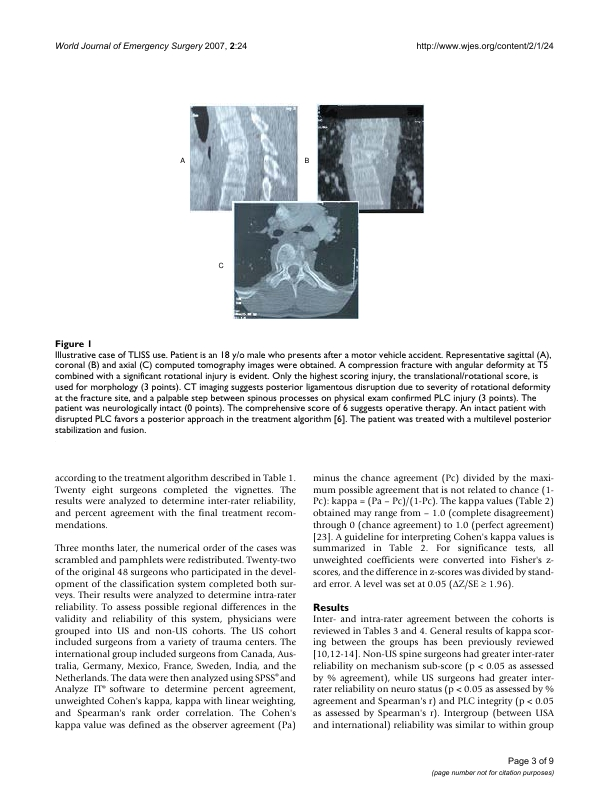 World Journal of Emergency Surgery 2007, 2:24
http://www.wjes.org/content/2/1/24
A
B
C
Figure 1
Illustrative case of TLISS use. Patient is an 18 y/o male who presents after a motor vehicle accident. Representative sagittal (A),
coronal (B) and axial (C) computed tomography images were obtained. A compression fracture with angular deformity at T5
combined with a significant rotational injury is evident. Only the highest scoring injury, the translational/rotational score, is
used for morphology (3 points). CT imaging suggests posterior ligamentous disruption due to severity of rotational deformity
at the fracture site, and a palpable step between spinous processes on physical exam confirmed PLC injury (3 points). The
patient was neurologically intact (0 points). The comprehensive score of 6 suggests operative therapy. An intact patient with
disrupted PLC favors a posterior approach in the treatment algorithm [6]. The patient was treated with a multilevel posterior
stabilization and fusion.
according to the treatment algorithm described in Table 1.
Twenty eight surgeons completed the vignettes. The
results were analyzed to determine inter-rater reliability,
and percent agreement with the final treatment recom-
mendations.
Three months later, the numerical order of the cases was
scrambled and pamphlets were redistributed. Twenty-two
of the original 48 surgeons who participated in the devel-
opment of the classification system completed both sur-
veys. Their results were analyzed to determine intra-rater
reliability. To assess possible regional differences in the
validity and reliability of this system, physicians were
grouped into US and non-US cohorts. The US cohort
included surgeons from a variety of trauma centers. The
international group included surgeons from Canada, Aus-
tralia, Germany, Mexico, France, Sweden, India, and the
Netherlands. The data were then analyzed using SPSS® and
Analyze IT® software to determine percent agreement,
unweighted Cohen's kappa, kappa with linear weighting,
and Spearman's rank order correlation. The Cohen's
kappa value was defined as the observer agreement (Pa)
minus the chance agreement (Pc) divided by the maxi-
mum possible agreement that is not related to chance (1-
Pc): kappa = (Pa – Pc)/(1-Pc). The kappa values (Table 2)
obtained may range from – 1.0 (complete disagreement)
through 0 (chance agreement) to 1.0 (perfect agreement)
[23]. A guideline for interpreting Cohen's kappa values is
summarized in Table 2. For significance tests, all
unweighted coefficients were converted into Fisher's z-
scores, and the difference in z-scores was divided by stand-
ard error. A level was set at 0.05 (ΔZ/SE ≥ 1.96).
Results
Inter- and intra-rater agreement between the cohorts is
reviewed in Tables 3 and 4. General results of kappa scor-
ing between the groups has been previously reviewed
[10,12-14]. Non-US spine surgeons had greater inter-rater
reliability on mechanism sub-score (p < 0.05 as assessed
by % agreement), while US surgeons had greater inter-
rater reliability on neuro status (p < 0.05 as assessed by %
agreement and Spearman's r) and PLC integrity (p < 0.05
as assessed by Spearman's r). Intergroup (between USA
and international) reliability was similar to within group
Page 3 of 9
(page number not for citation purposes)